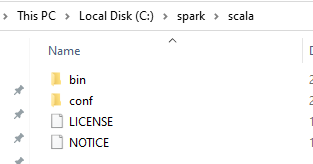 This PC > Local Disk (C:) > spark > scala
Name
bin
conf
LICENSE
NOTICE